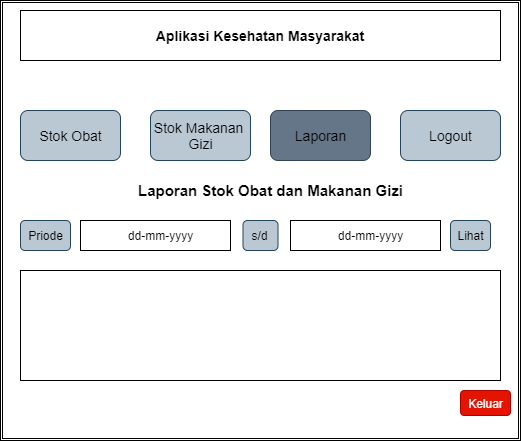 Aplikasi Kesehatan Masyarakat
Stok Obat
Stok Makanan
Gizi
Laporan
Logout
Laporan Stok Obat dan Makanan Gizi
Priode
dd-mm-yyyy
s/d
dd-mm-yyyy
Lihat
Keluar